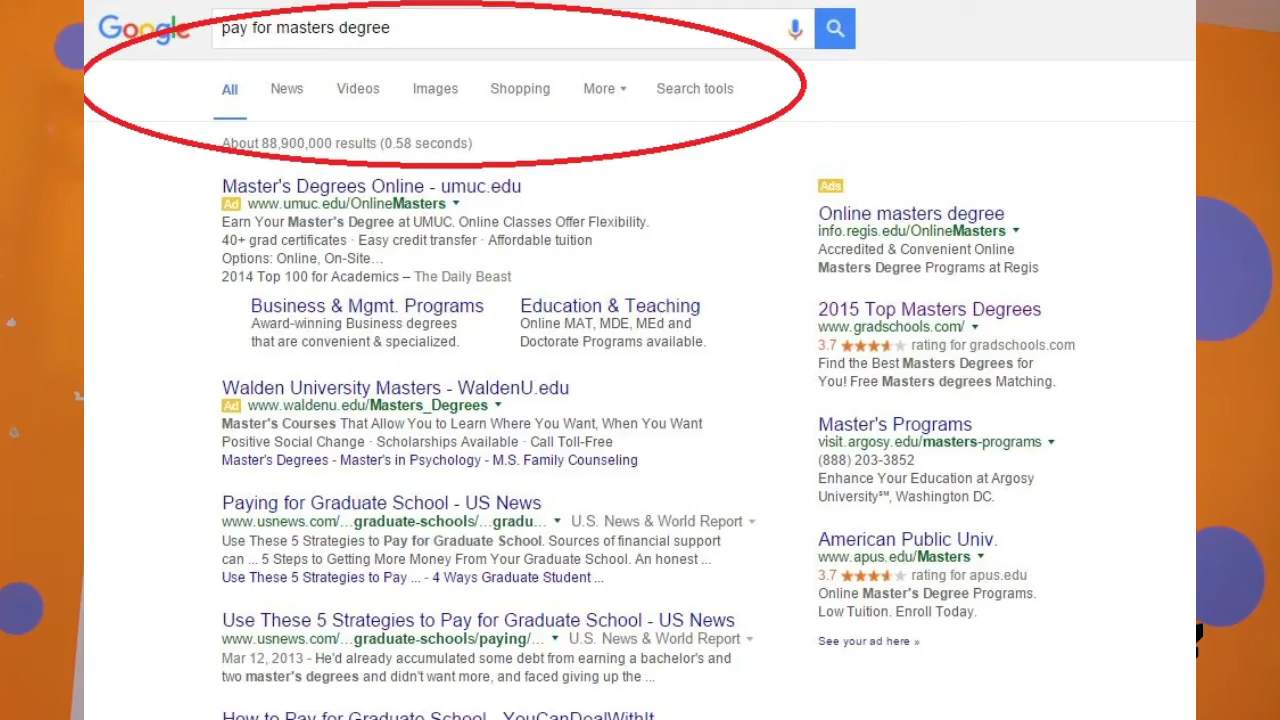 Google
pay for masters degree
All News Videos Images Shopping More Search tools
About 88,900,000 results (0.58 seconds)
Master's Degrees Online - umuc.edu
Ad www.umuc.edu/OnlineMasters
Earn Your Master's Degree at UMUC. Online Classes Offer Flexibility.
40+ grad certificates · Easy credit transfer · Affordable tuition
Options: Online, On-Site...
2014 Top 100 for Academics – The Daily Beast
Business & Mgmt. Programs
Award-winning Business degrees
that are convenient & specialized.
Education & Teaching
Online MAT, MDE, MEd and
Doctorate Programs available.
Walden University Masters - WaldenU.edu
Ad www.waldenu.edu/Masters_Degrees
Master's Courses That Allow You to Learn Where You Want, When You Want
Positive Social Change · Scholarships Available · Call Toll-Free
Master's Degrees - Master's in Psychology - M.S. Family Counseling
Paying for Graduate School - US News
www.usnews.com/...graduate-schools/...gradu... U.S. News & World Report
Use These 5 Strategies to Pay for Graduate School. Sources of financial support
can ... 5 Steps to Getting More Money From Your Graduate School. An honest ...
Use These 5 Strategies to Pay ... - 4 Ways Graduate Student ...
Use These 5 Strategies to Pay for Graduate School - US News
www.usnews.com/...graduate-schools/paying/... U.S. News & World Report
Mar 12, 2013 - He'd already accumulated some debt from earning a bachelor's and
two master's degrees and didn't want more, and faced giving up the ...
How to Pay for Graduate School - YouCanDealWithIt
Ads
Online masters degree
info.regis.edu/OnlineMasters
Accredited & Convenient Online
Masters Degree Programs at Regis
2015 Top Masters Degrees
www.gradschools.com/
3.7 ★★★★★ rating for gradschools.com
Find the Best Masters Degrees for
You! Free Masters degrees Matching.
Master's Programs
visit.argosy.edu/masters-programs
(888) 203-3852
Enhance Your Education at Argosy
University℠, Washington DC.
American Public Univ.
www.apus.edu/Masters
3.7 ★★★★★ rating for apus.edu
Online Master's Degree Programs.
Low Tuition. Enroll Today.
See your ad here »